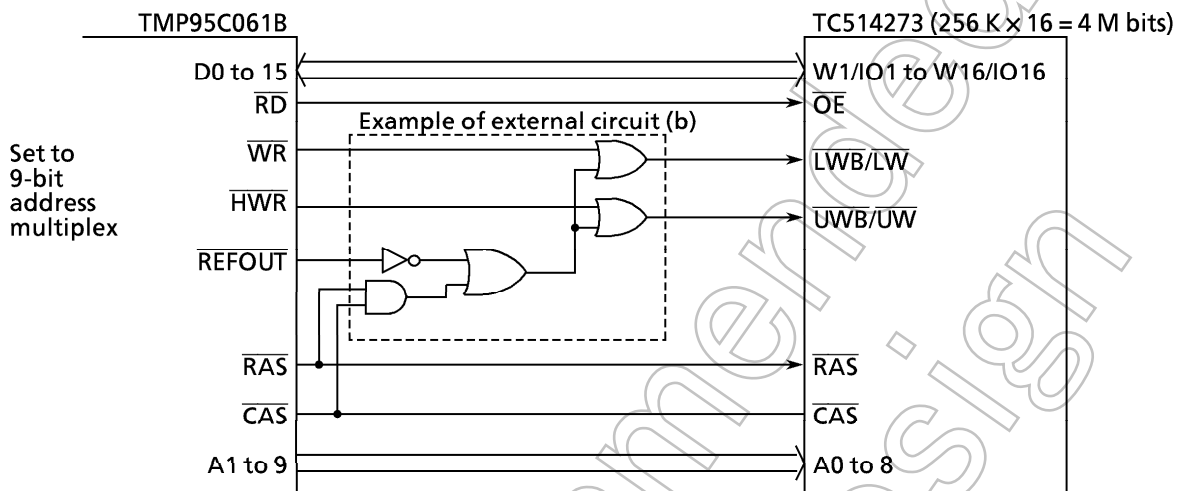 TMP95C061B
TC514273 (256 K × 16 = 4 M bits)
D0 to 15
W1/IO1 to W16/IO16
RD
OE
Example of external circuit (b)
Set to
9-bit
address
multiplex
WR
LWB/LW
HWR
UWB/UW
REFOUT
RAS
RAS
CAS
CAS
A1 to 9
A0 to 8